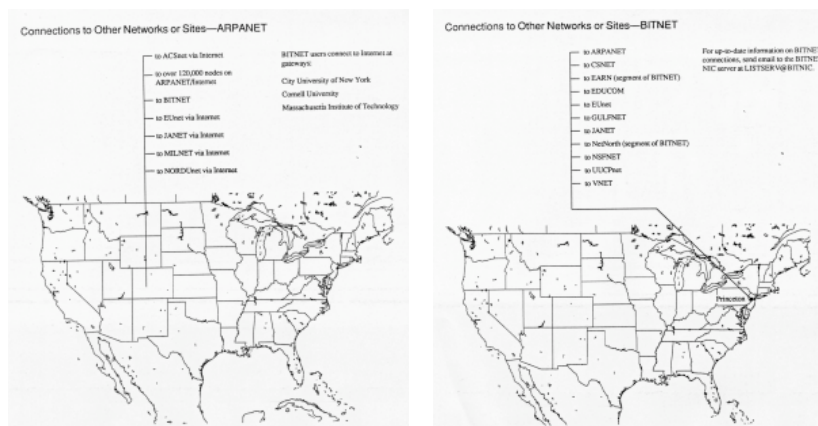 Connections to Other Networks or Sites—ARPANET
to ACSnet via Internet
to over 120,000 nodes on
ARPANET/Internet
to BITNET
to EUnet via Internet
to JANET via Internet
to MILNET via Internet
to NORDUnet via Internet
BITNET users connect to Internet at
gateways:
City University of New York
Cornell University
Massachusetts Institute of Technology
Connections to Other Networks or Sites—BITNET
to ARPANET
to CSNET
to EARN (segment of BITNET)
to EDUCOM
to EUnet
to GULFNET
to JANET
to NetNorth (segment of BITNET)
to NSFNET
to UUCPnet
to VNET
For up-to-date information on BITNE
connections, send email to the BITNE
NIC server at LISTSERV@BITNIC.
Princeton